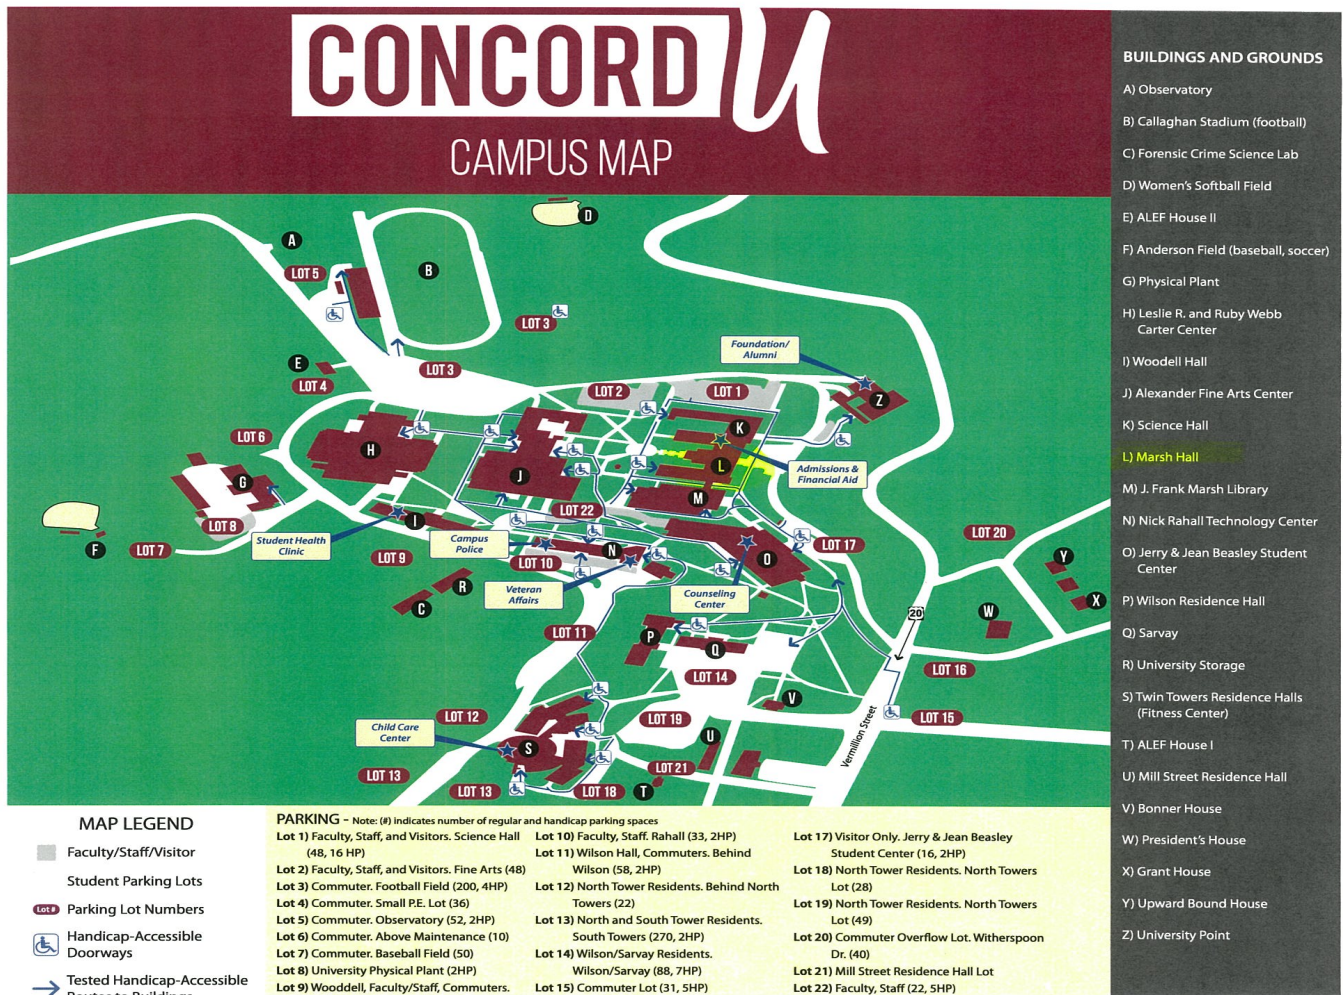 CONCORD U
CAMPUS MAP
BUILDINGS AND GROUNDS
A) Observatory
B) Callaghan Stadium (football)
C) Forensic Crime Science Lab
D) Women's Softball Field
E) ALEF House II
F) Anderson Field (baseball, soccer)
G) Physical Plant
H) Leslie R. and Ruby Webb
Carter Center
I) Woodell Hall
J) Alexander Fine Arts Center
K) Science Hall
L) Marsh Hall
M) J. Frank Marsh Library
N) Nick Rahall Technology Center
O) Jerry & Jean Beasley Student
Center
P) Wilson Residence Hall
Q) Sarvay
R) University Storage
S) Twin Towers Residence Halls
(Fitness Center)
T) ALEF House I
U) Mill Street Residence Hall
V) Bonner House
W) President's House
X) Grant House
Y) Upward Bound House
Z) University Point
D
A
B
LOT 5
LOT 3
Foundation/
Alumni
E
LOT 3
LOT 4
LOT 2
LOT 1
Z
K
LOT 6
H
J
L
Admissions &
Financial Aid
G
M
LOT 8
I
LOT 22
F
LOT 7
Student Health
Clinic
Campus
Police
N
LOT 17
LOT 20
LOT 9
LOT 10
O
Y
R
C
Veteran
Affairs
Counseling
Center
X
W
20
LOT 11
P
Q
LOT 16
LOT 14
V
LOT 12
LOT 19
LOT 15
Child Care
Center
S
U
Vermillion Street
LOT 13
LOT 21
LOT 13
LOT 18
T
MAP LEGEND
Faculty/Staff/Visitor
Student Parking Lots
Lot # Parking Lot Numbers
Handicap-Accessible
Doorways
Tested Handicap-Accessible
Routes to Buildings
PARKING - Note: (#) indicates number of regular and handicap parking spaces
Lot 1) Faculty, Staff, and Visitors. Science Hall
(48, 16 HP)
Lot 2) Faculty, Staff, and Visitors. Fine Arts (48)
Lot 3) Commuter. Football Field (200, 4HP)
Lot 4) Commuter. Small P.E. Lot (36)
Lot 5) Commuter. Observatory (52, 2HP)
Lot 6) Commuter. Above Maintenance (10)
Lot 7) Commuter. Baseball Field (50)
Lot 8) University Physical Plant (2HP)
Lot 9) Wooddell, Faculty/Staff, Commuters.
Lot 10) Faculty, Staff. Rahall (33, 2HP)
Lot 11) Wilson Hall, Commuters. Behind
Wilson (58, 2HP)
Lot 12) North Tower Residents. Behind North
Towers (22)
Lot 13) North and South Tower Residents.
South Towers (270, 2HP)
Lot 14) Wilson/Sarvay Residents.
Wilson/Sarvay (88, 7HP)
Lot 15) Commuter Lot (31, 5HP)
Lot 17) Visitor Only. Jerry & Jean Beasley
Student Center (16, 2HP)
Lot 18) North Tower Residents. North Towers
Lot (28)
Lot 19) North Tower Residents. North Towers
Lot (49)
Lot 20) Commuter Overflow Lot. Witherspoon
Dr. (40)
Lot 21) Mill Street Residence Hall Lot
Lot 22) Faculty, Staff (22, 5HP)